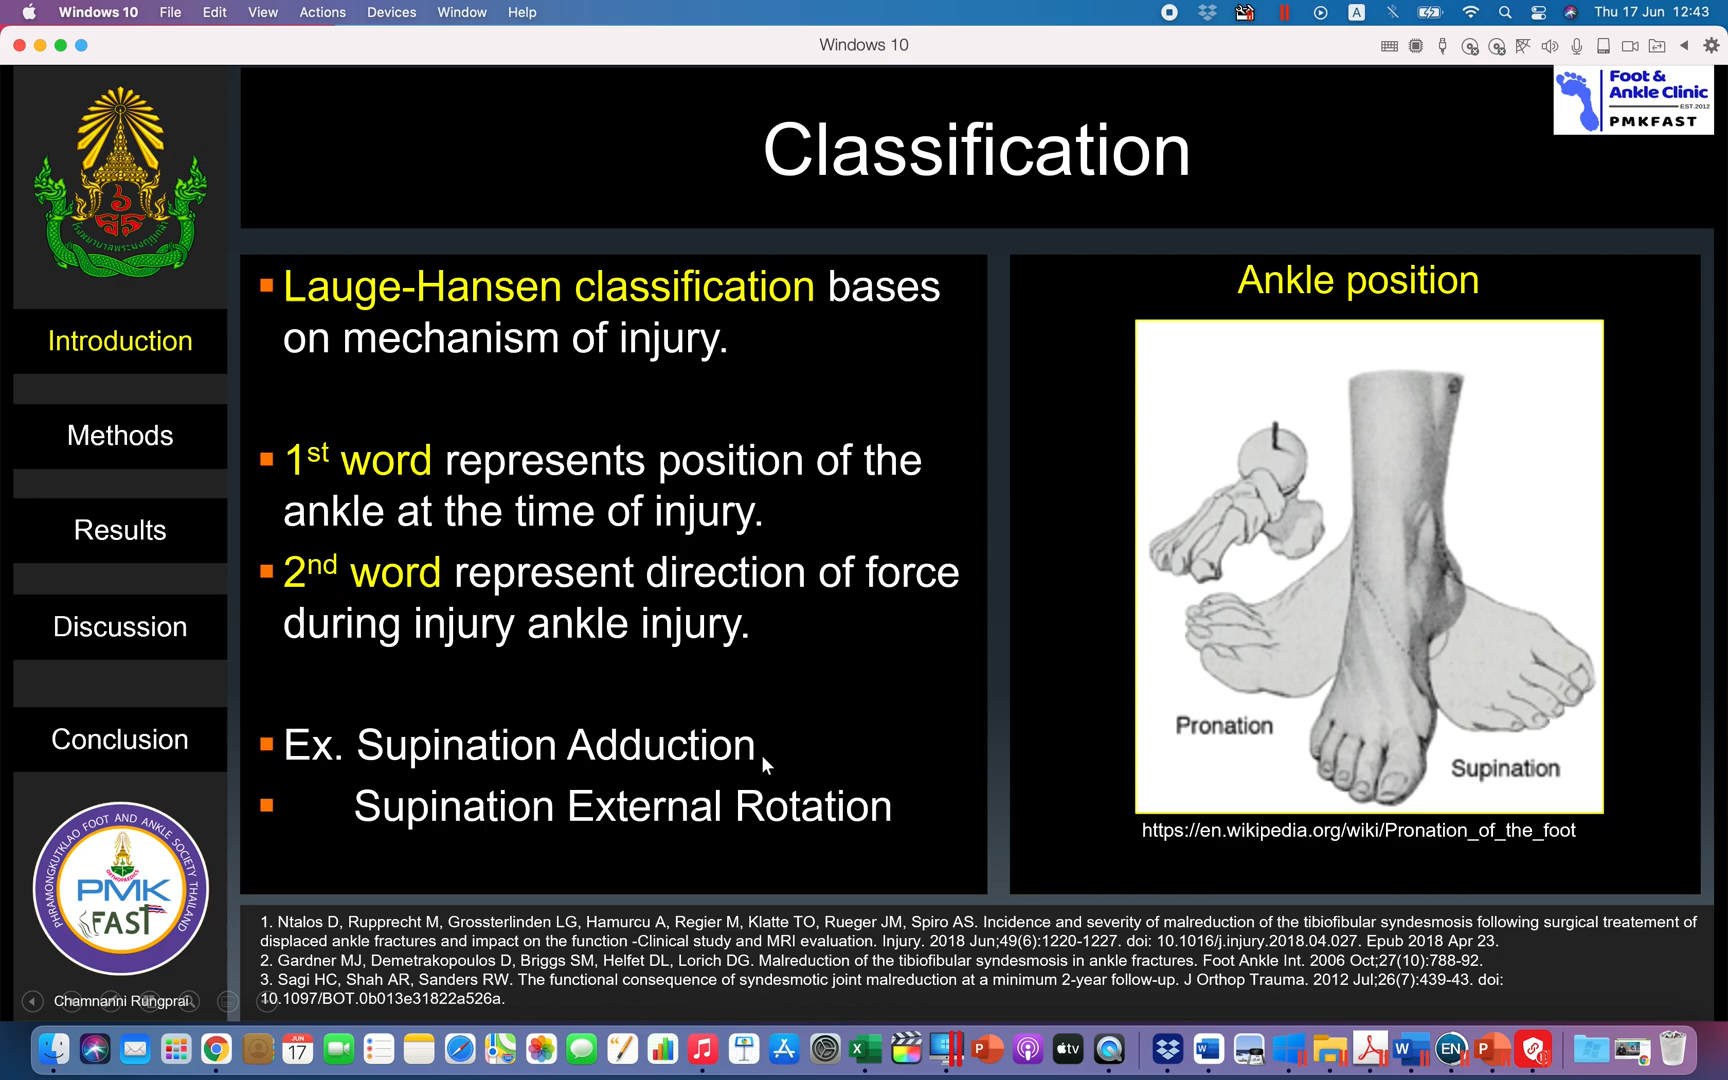 Windows 10 File Edit View Actions Devices Window Help
A
Thu 17 Jun 12:43
Windows 10
Foot &
Ankle Clinic
EST.2012
PMKFAST
Classification
Introduction
Methods
Results
Discussion
Conclusion
Lauge-Hansen classification bases
on mechanism of injury.
1st word represents position of the
ankle at the time of injury.
2nd word represent direction of force
during injury ankle injury.
Ex. Supination Adduction
Supination External Rotation
Ankle position
Pronation
Supination
https://en.wikipedia.org/wiki/Pronation_of_the_foot
PHRAMONGKUTKLAO FOOT AND ANKLE SOCIETY THAILAND
ORTHOPAEDICS
PMK
FAST
1. Ntalos D, Rupprecht M, Grossterlinden LG, Hamurcu A, Regier M, Klatte TO, Rueger JM, Spiro AS. Incidence and severity of malreduction of the tibiofibular syndesmosis following surgical treatement of
displaced ankle fractures and impact on the function -Clinical study and MRI evaluation. Injury. 2018 Jun;49(6):1220-1227. doi: 10.1016/j.injury.2018.04.027. Epub 2018 Apr 23.
2. Gardner MJ, Demetrakopoulos D, Briggs SM, Helfet DL, Lorich DG. Malreduction of the tibiofibular syndesmosis in ankle fractures. Foot Ankle Int. 2006 Oct;27(10):788-92.
3. Sagi HC, Shah AR, Sanders RW. The functional consequence of syndesmotic joint malreduction at a minimum 2-year follow-up. J Orthop Trauma. 2012 Jul;26(7):439-43. doi:
10.1097/BOT.0b013e31822a526a.
Chamnanni Rungprai
JUN
17
tv
EN